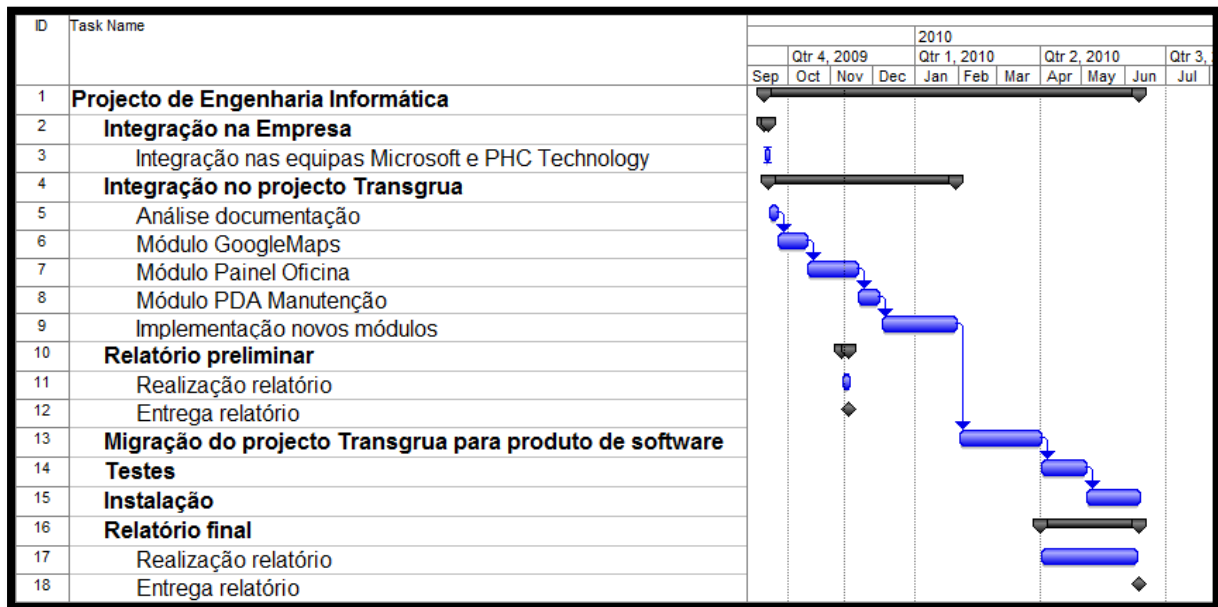 ID Task Name
2010
Qtr 4, 2009 Qtr 1, 2010 Qtr 2, 2010 Qtr 3,
Sep Oct Nov Dec Jan Feb Mar Apr May Jun Jul
1 Projecto de Engenharia Informática
2 Integração na Empresa
3 Integração nas equipas Microsoft e PHC Technology
4 Integração no projecto Transgrua
5 Análise documentação
6 Módulo GoogleMaps
7 Módulo Painel Oficina
8 Módulo PDA Manutenção
9 Implementação novos módulos
10 Relatório preliminar
11 Realização relatório
12 Entrega relatório
13 Migração do projecto Transgrua para produto de software
14 Testes
15 Instalação
16 Relatório final
17 Realização relatório
18 Entrega relatório